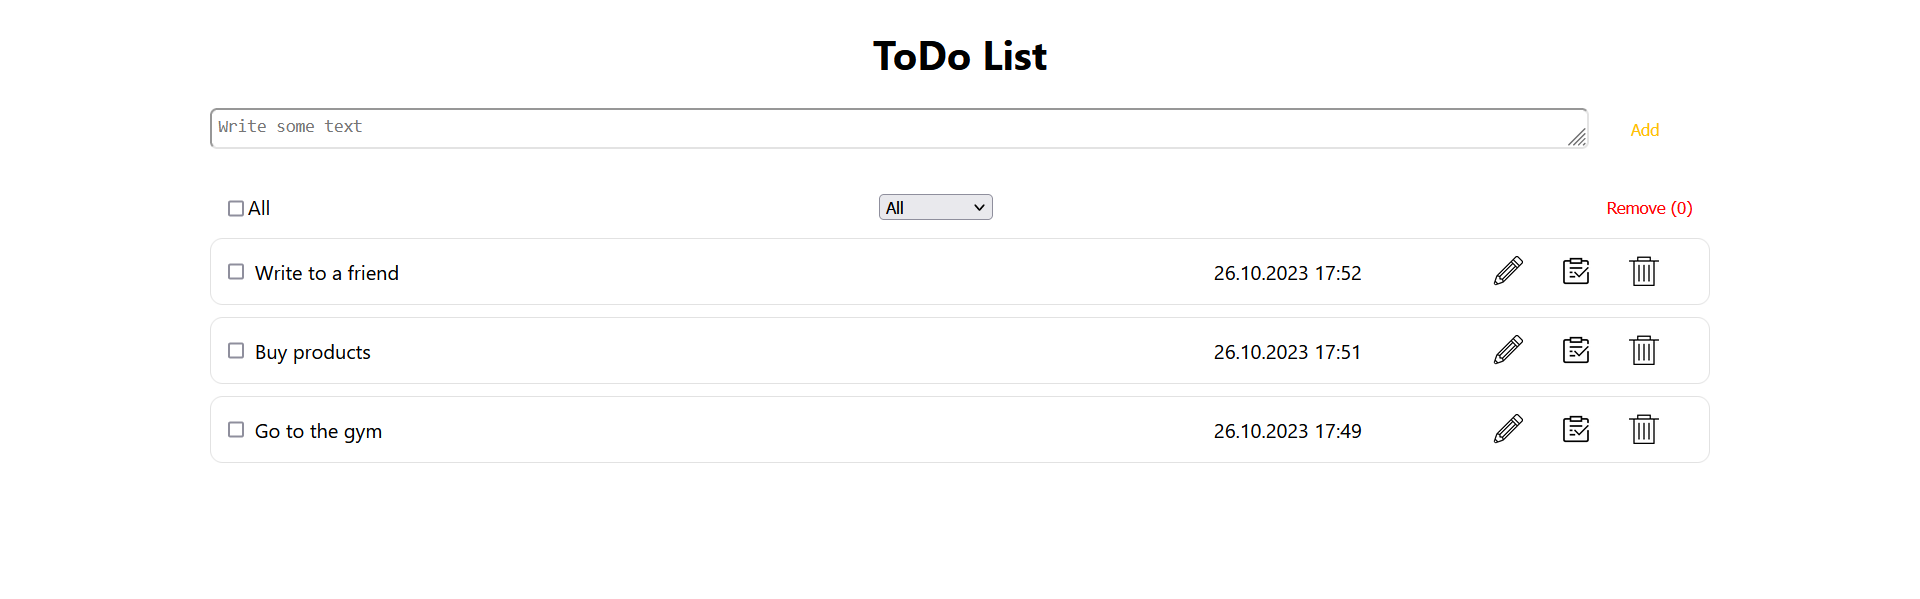 ToDo List
Write some text
Add
All
All
Remove (0)
Write to a friend 26.10.2023 17:52
Buy products 26.10.2023 17:51
Go to the gym 26.10.2023 17:49